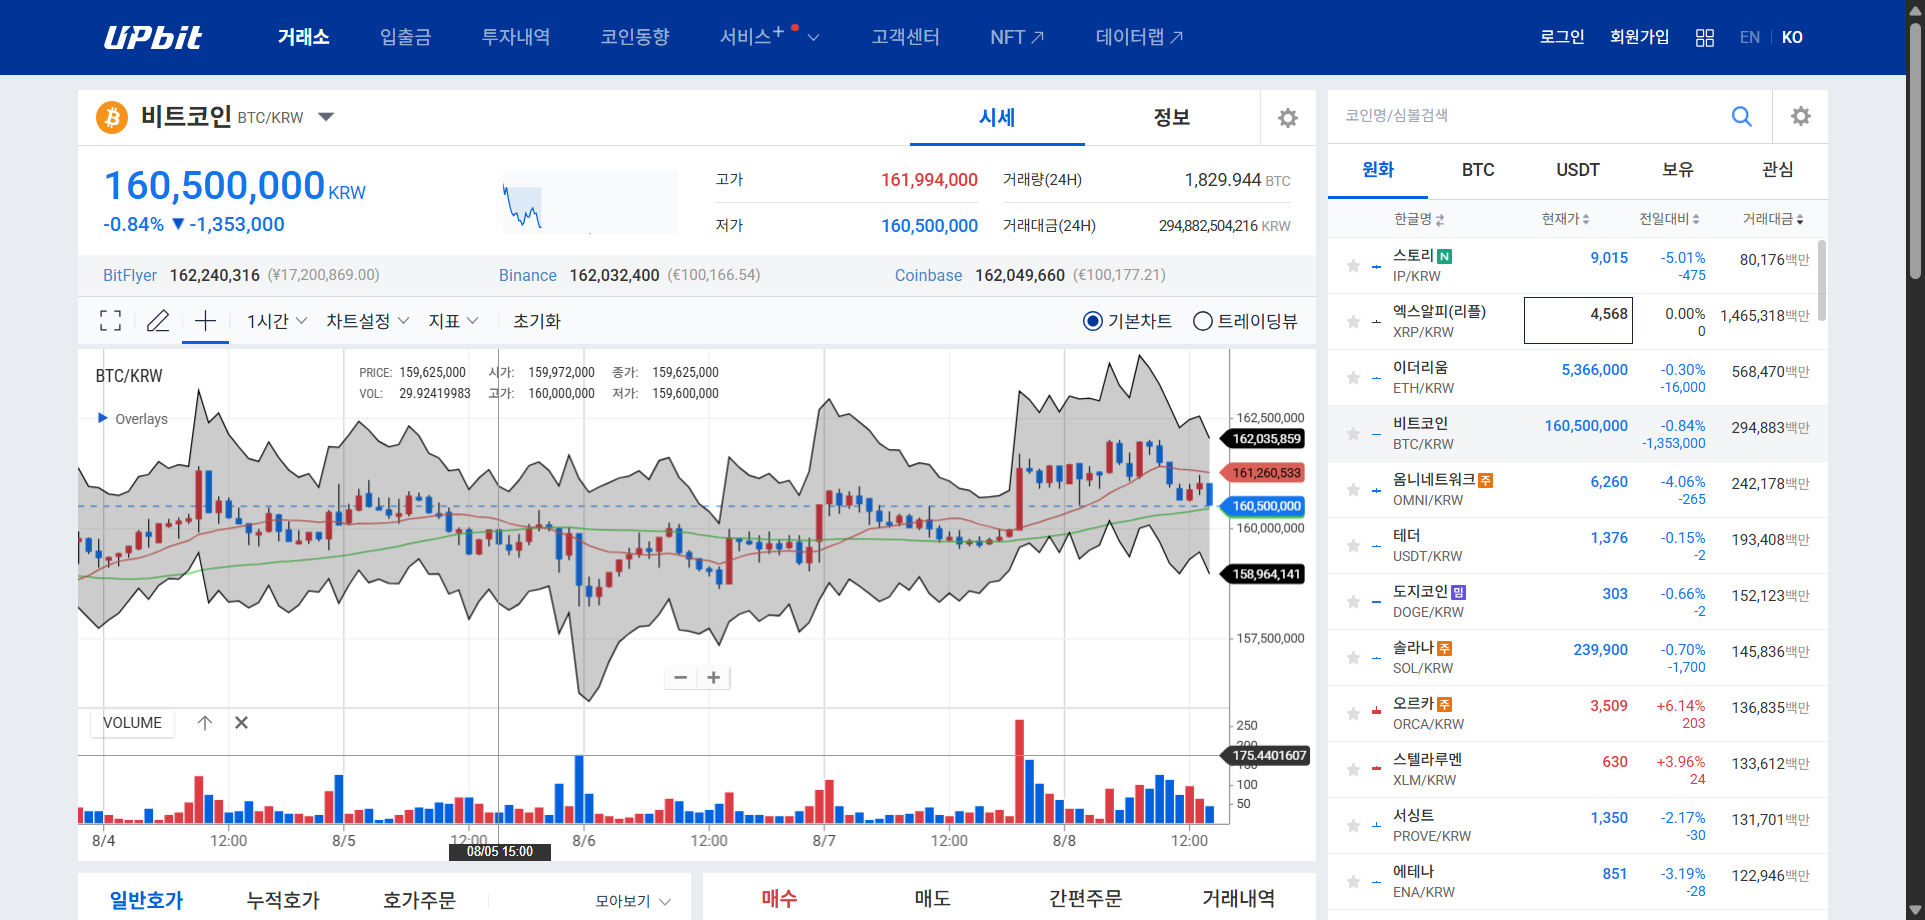 UPbit
거래소 입출금 투자내역 코인동향 서비스+ 고객센터 NFT 데이터랩 로그인 회원가입 EN KO
비트코인 BTC/KRW
시세 정보
160,500,000 KRW
-0.84% ▼ -1,353,000
고가 161,994,000 거래량(24H) 1,829.944 BTC
저가 160,500,000 거래대금(24H) 294,882,504,216 KRW
BitFlyer 162,240,316 (¥17,200,869.00) Binance 162,032,400 (€100,166.54) Coinbase 162,049,660 (€100,177.21)
1시간 차트설정 지표 초기화 기본차트 트레이딩뷰
BTC/KRW
PRICE: 159,625,000 시가: 159,972,000 종가: 159,625,000
VOL: 29.92419983 고가: 160,000,000 저가: 159,600,000
Overlays
162,500,000
162,035,859
161,260,533
160,500,000
160,000,000
158,964,141
157,500,000
− +
VOLUME
250
200
175.4401607
150
100
50
8/4 12:00 8/5 12:00 8/6 12:00 8/7 12:00 8/8 12:00
08/05 15:00
일반호가 누적호가 호가주문 모아보기
매수 매도 간편주문 거래내역
코인명/심볼검색
원화 BTC USDT 보유 관심
한글명 현재가 전일대비 거래대금
스토리 N 9,015 -5.01% 80,176백만
IP/KRW -475
엑스알피(리플) 4,568 0.00% 1,465,318백만
XRP/KRW 0
이더리움 5,366,000 -0.30% 568,470백만
ETH/KRW -16,000
비트코인 160,500,000 -0.84% 294,883백만
BTC/KRW -1,353,000
옴니네트워크 주 6,260 -4.06% 242,178백만
OMNI/KRW -265
테더 1,376 -0.15% 193,408백만
USDT/KRW -2
도지코인 밈 303 -0.66% 152,123백만
DOGE/KRW -2
솔라나 주 239,900 -0.70% 145,836백만
SOL/KRW -1,700
오르카 주 3,509 +6.14% 136,835백만
ORCA/KRW 203
스텔라루멘 630 +3.96% 133,612백만
XLM/KRW 24
서싱트 1,350 -2.17% 131,701백만
PROVE/KRW -30
에테나 851 -3.19% 122,946백만
ENA/KRW -28